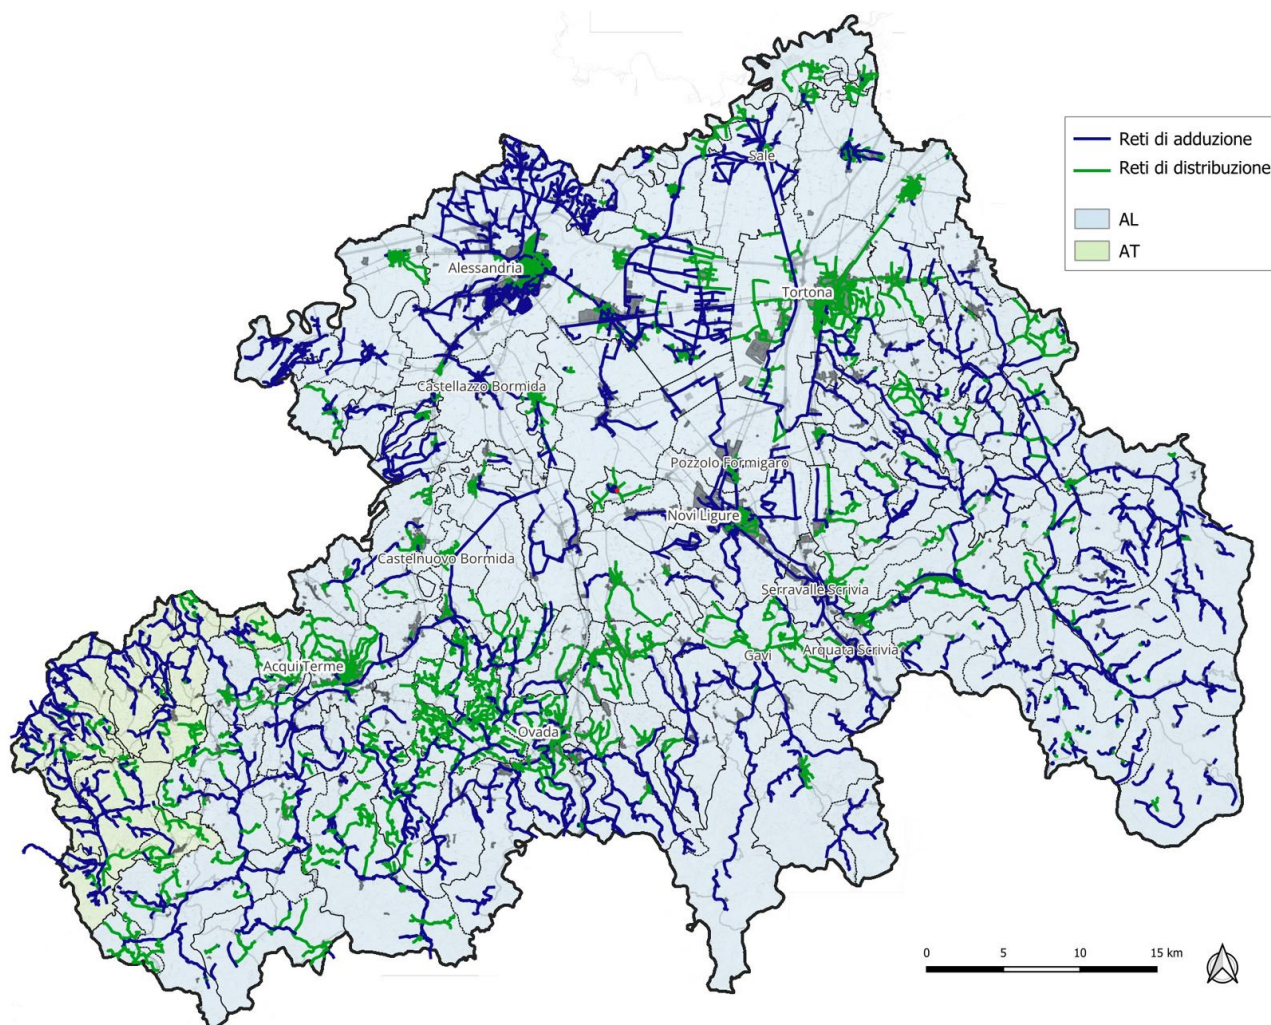 Sale
Reti di adduzione
Reti di distribuzione
AL
AT
Alessandria
Tortona
Castellazzo Bormida
Pozzolo Formigaro
Novi Ligure
Castelnuovo Bormida
Serravalle Scrivia
Acqui Terme
Gavi
Arquata Scrivia
Ovada
0 5 10 15 km